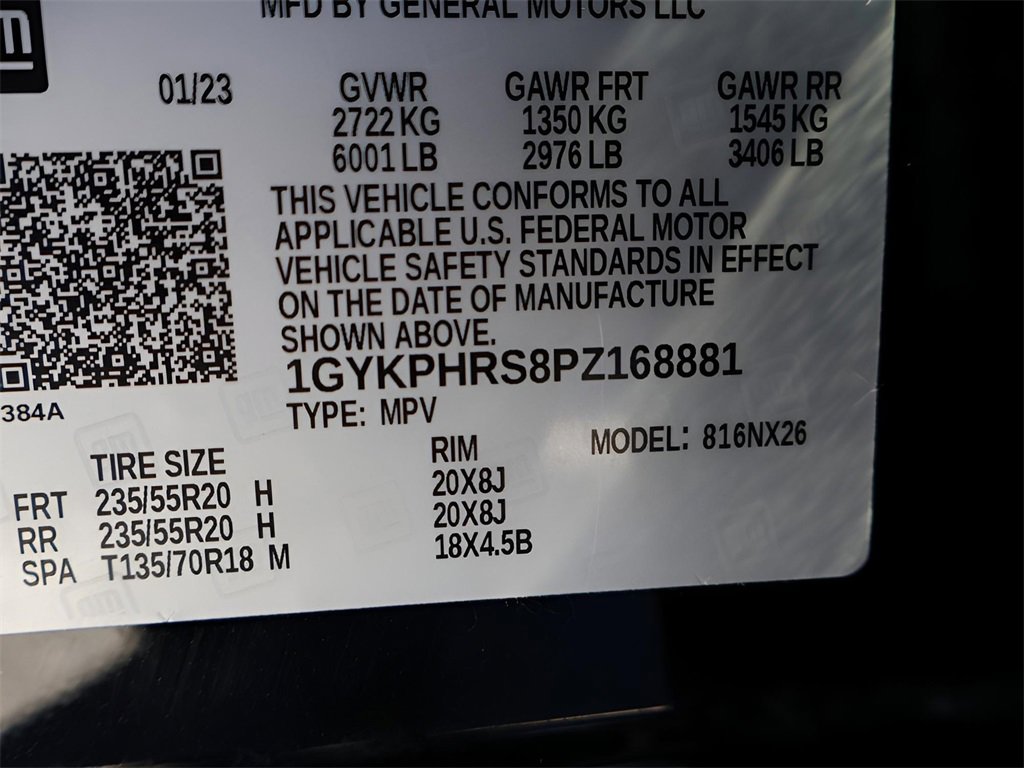 MFD BY GENERAL MOTORS LLC
gm
01/23 GVWR GAWR FRT GAWR RR
2722 KG 1350 KG 1545 KG
6001 LB 2976 LB 3406 LB
THIS VEHICLE CONFORMS TO ALL
APPLICABLE U.S. FEDERAL MOTOR
VEHICLE SAFETY STANDARDS IN EFFECT
ON THE DATE OF MANUFACTURE
SHOWN ABOVE.
1GYKPHRS8PZ168881
384A
TYPE: MPV
MODEL: 816NX26
TIRE SIZE RIM
FRT 235/55R20 H 20X8J
RR 235/55R20 H 20X8J
SPA T135/70R18 M 18X4.5B